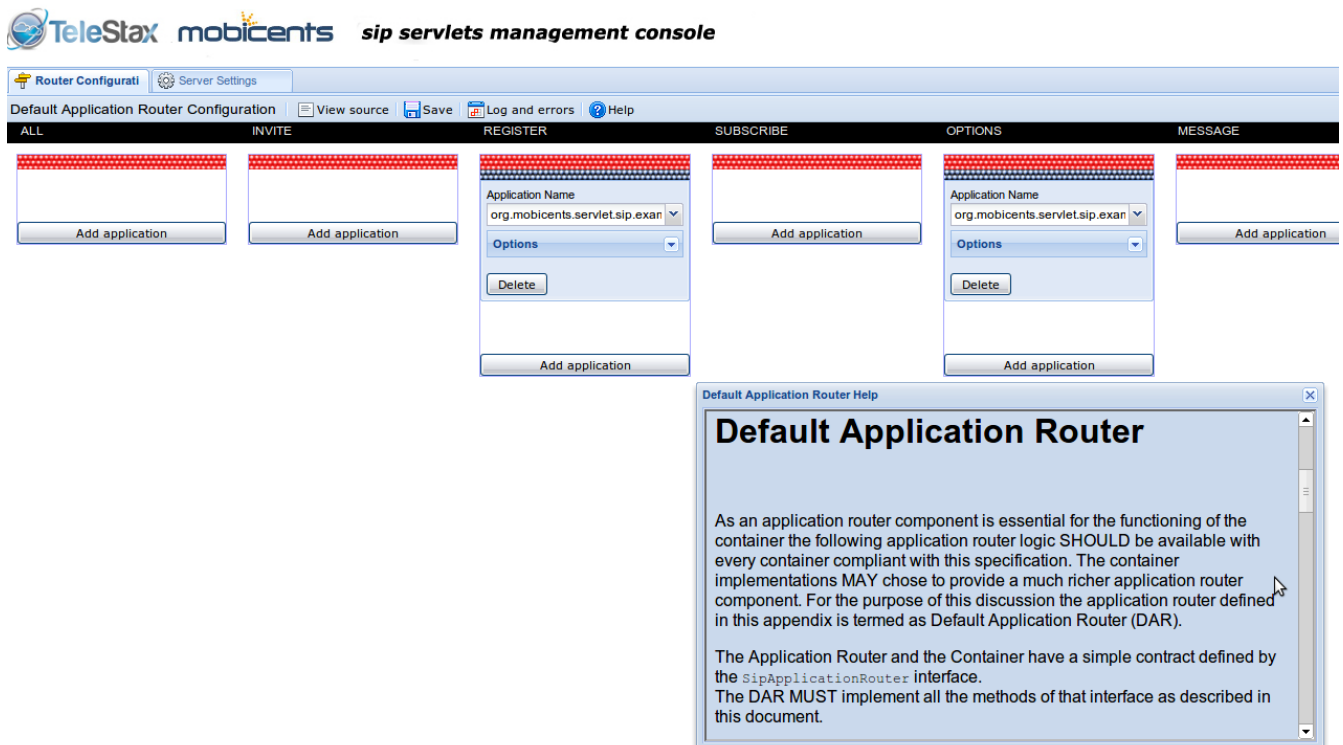 TeleStax mobicents sip servlets management console
Router Configurati Server Settings
Default Application Router Configuration View source Save Log and errors Help
ALL INVITE REGISTER SUBSCRIBE OPTIONS MESSAGE
Application Name Application Name
org.mobicents.servlet.sip.exan org.mobicents.servlet.sip.exan
Add application Add application Add application Add application
Options Options
Delete Delete
Add application Add application
Default Application Router Help
Default Application Router
As an application router component is essential for the functioning of the
container the following application router logic SHOULD be available with
every container compliant with this specification. The container
implementations MAY chose to provide a much richer application router
component. For the purpose of this discussion the application router defined
in this appendix is termed as Default Application Router (DAR).
The Application Router and the Container have a simple contract defined by
the SipApplicationRouter interface.
The DAR MUST implement all the methods of that interface as described in
this document.